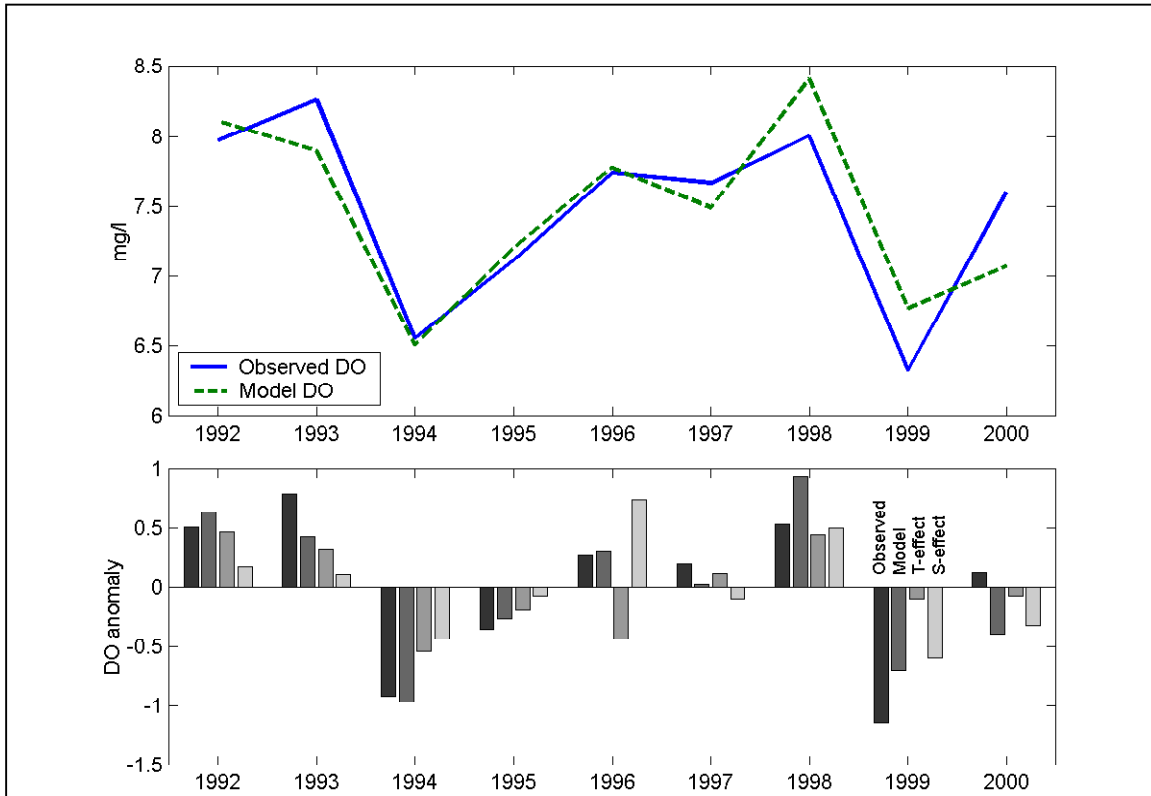 8.5
8
7.5
7
6.5
6
mg/l
Observed DO
Model DO
1992 1993 1994 1995 1996 1997 1998 1999 2000
1
0.5
0
-0.5
-1
-1.5
DO anomaly
Observed
Model
T-effect
S-effect
1992 1993 1994 1995 1996 1997 1998 1999 2000